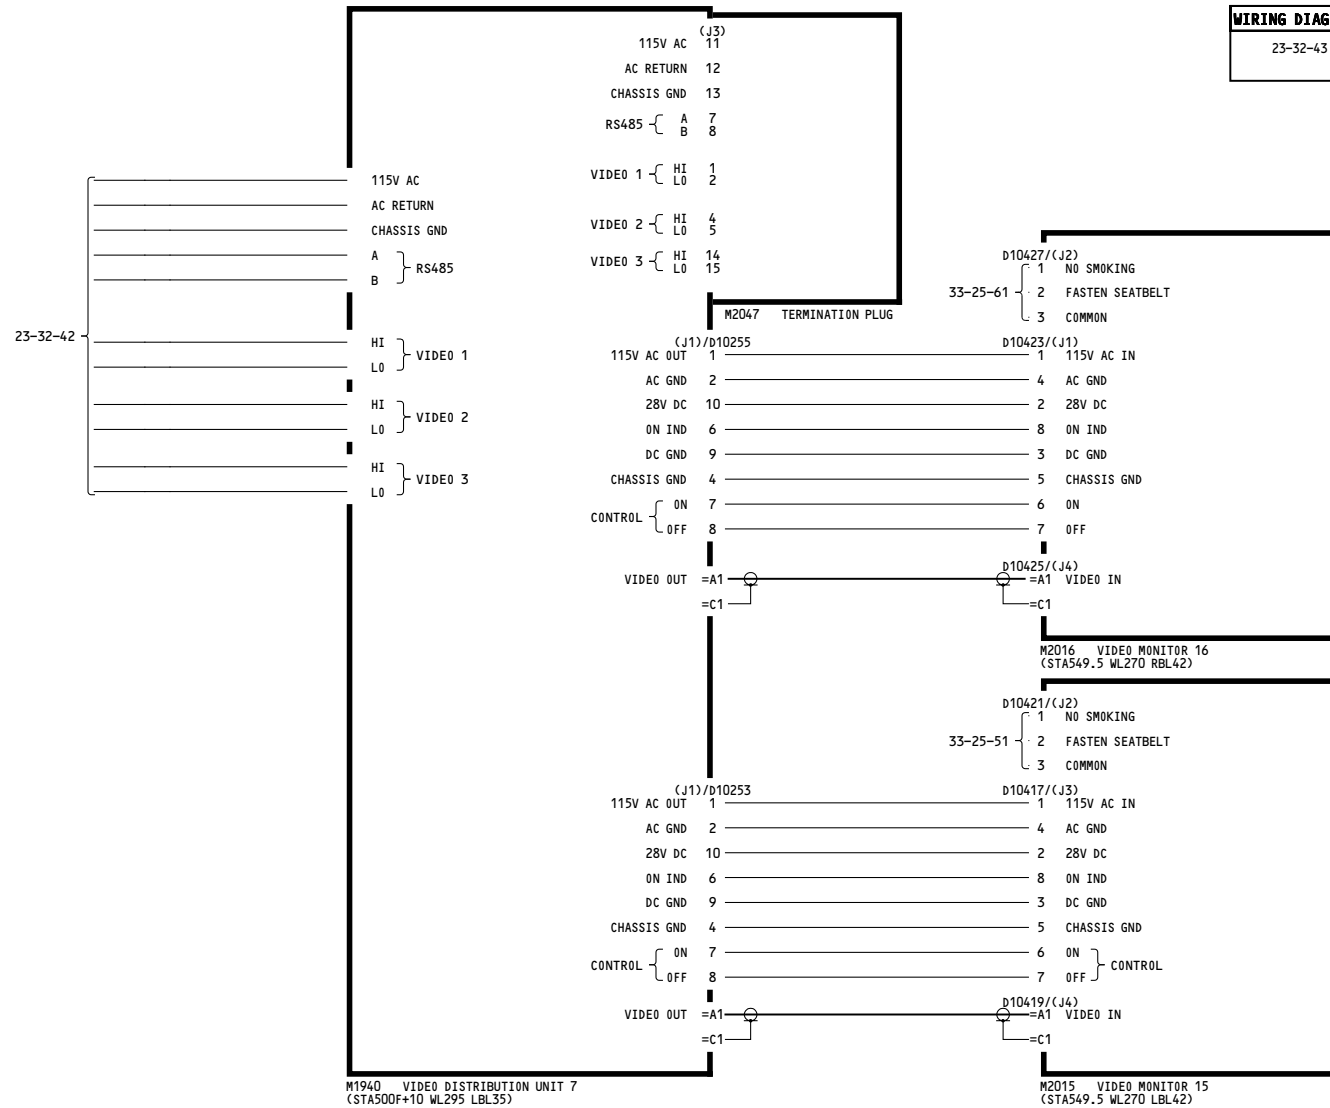 WIRING DIAG
23-32-43
(J3)
115V AC 11
AC RETURN 12
CHASSIS GND 13
RS485 A 7
B 8
VIDEO 1 HI 1
LO 2
VIDEO 2 HI 4
LO 5
VIDEO 3 HI 14
LO 15
M2047 TERMINATION PLUG
23-32-42
115V AC
AC RETURN
CHASSIS GND
A
B
RS485
HI
LO
VIDEO 1
HI
LO
VIDEO 2
HI
LO
VIDEO 3
(J1)/D10255
115V AC OUT 1
AC GND 2
28V DC 10
ON IND 6
DC GND 9
CHASSIS GND 4
CONTROL ON 7
OFF 8
VIDEO OUT =A1
=C1
D10427/(J2)
33-25-61
1 NO SMOKING
2 FASTEN SEATBELT
3 COMMON
D10423/(J1)
1 115V AC IN
4 AC GND
2 28V DC
8 ON IND
3 DC GND
5 CHASSIS GND
6 ON
7 OFF
D10425/(J4)
=A1 VIDEO IN
=C1
M2016 VIDEO MONITOR 16
(STA549.5 WL270 RBL42)
D10421/(J2)
33-25-51
1 NO SMOKING
2 FASTEN SEATBELT
3 COMMON
(J1)/D10253
115V AC OUT 1
AC GND 2
28V DC 10
ON IND 6
DC GND 9
CHASSIS GND 4
CONTROL ON 7
OFF 8
VIDEO OUT =A1
=C1
D10417/(J3)
1 115V AC IN
4 AC GND
2 28V DC
8 ON IND
3 DC GND
5 CHASSIS GND
6 ON
7 OFF
CONTROL
D10419/(J4)
=A1 VIDEO IN
=C1
M1940 VIDEO DISTRIBUTION UNIT 7
(STA500F+10 WL295 LBL35)
M2015 VIDEO MONITOR 15
(STA549.5 WL270 LBL42)